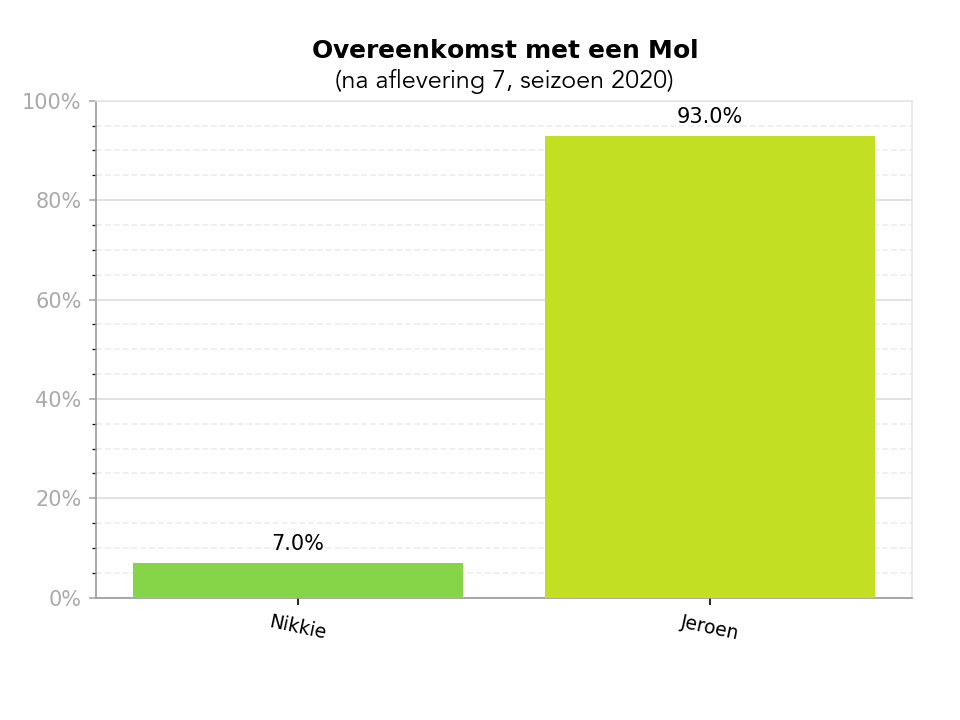 Overeenkomst met een Mol
(na aflevering 7, seizoen 2020)
100%
93.0%
80%
60%
40%
20%
7.0%
0%
Nikkie
Jeroen